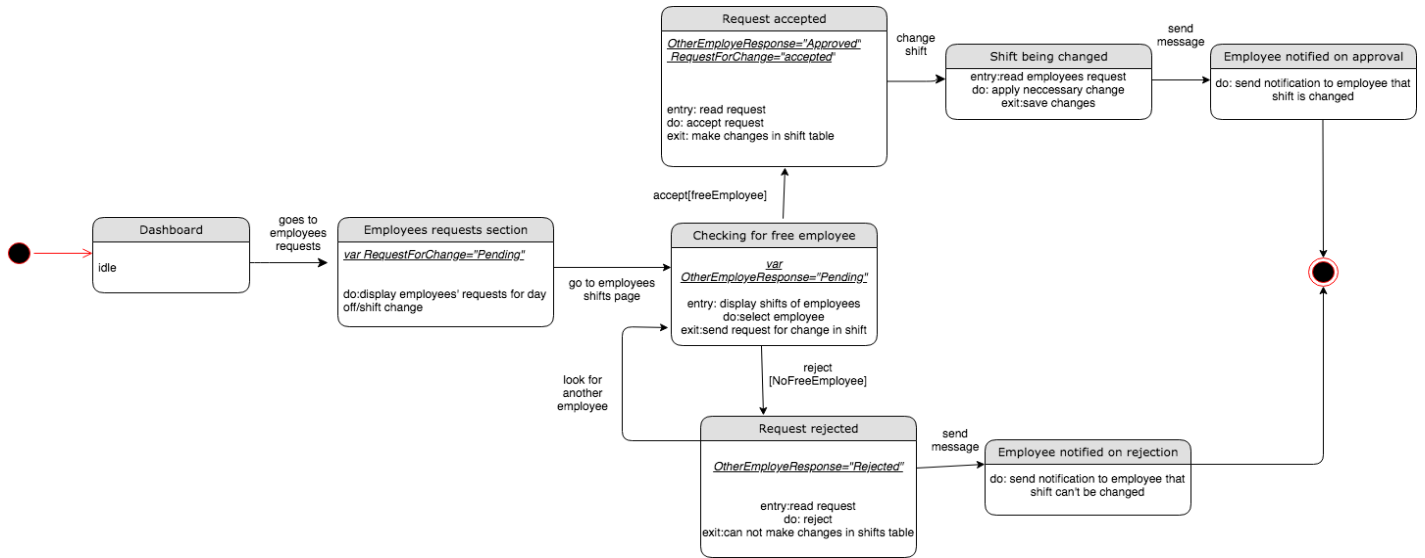 Request accepted
OtherEmployeResponse="Approved"
RequestForChange="accepted"
entry: read request
do: accept request
exit: make changes in shift table
change
shift
Shift being changed
entry:read employees request
do: apply neccessary change
exit:save changes
send
message
Employee notified on approval
do: send notification to employee that
shift is changed
accept[freeEmployee]
Dashboard
idle
goes to
employees
requests
Employees requests section
var RequestForChange="Pending"
do:display employees' requests for day
off/shift change
go to employees
shifts page
Checking for free employee
var
OtherEmployeResponse="Pending"
entry: display shifts of employees
do:select employee
exit:send request for change in shift
look for
another
employee
reject
[NoFreeEmployee]
Request rejected
OtherEmployeResponse="Rejected"
entry:read request
do: reject
exit:can not make changes in shifts table
send
message
Employee notified on rejection
do: send notification to employee that
shift can't be changed